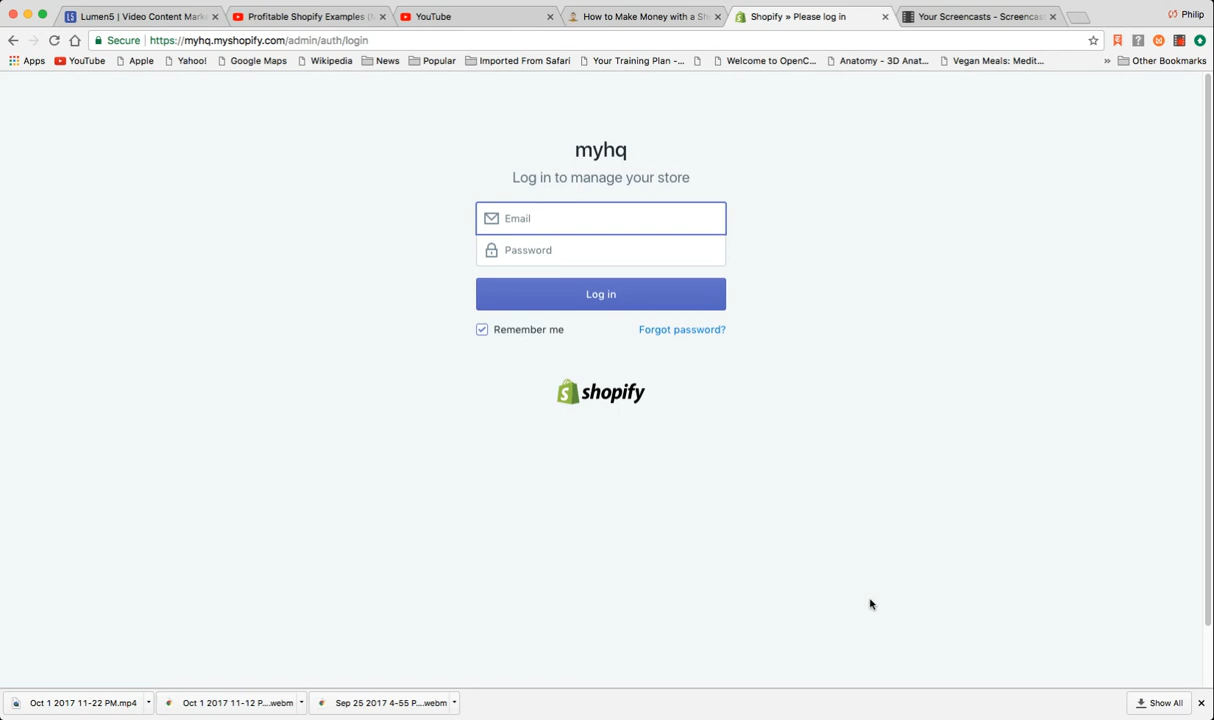 Lumen5 | Video Content Mark
Profitable Shopify Examples (M
YouTube
How to Make Money with a Sh
Shopify » Please log in
Your Screencasts - Screencas
Philip
Secure
https://myhq.myshopify.com/admin/auth/login
Apps
YouTube
Apple
Yahoo!
Google Maps
Wikipedia
News
Popular
Imported From Safari
Your Training Plan -...
Welcome to OpenC...
Anatomy - 3D Anat...
Vegan Meals: Medit...
»
Other Bookmarks
myhq
Log in to manage your store
Email
Password
Log in
Remember me
Forgot password?
shopify
Oct 1 2017 11-22 PM.mp4
Oct 1 2017 11-12 P....webm
Sep 25 2017 4-55 P....webm
Show All